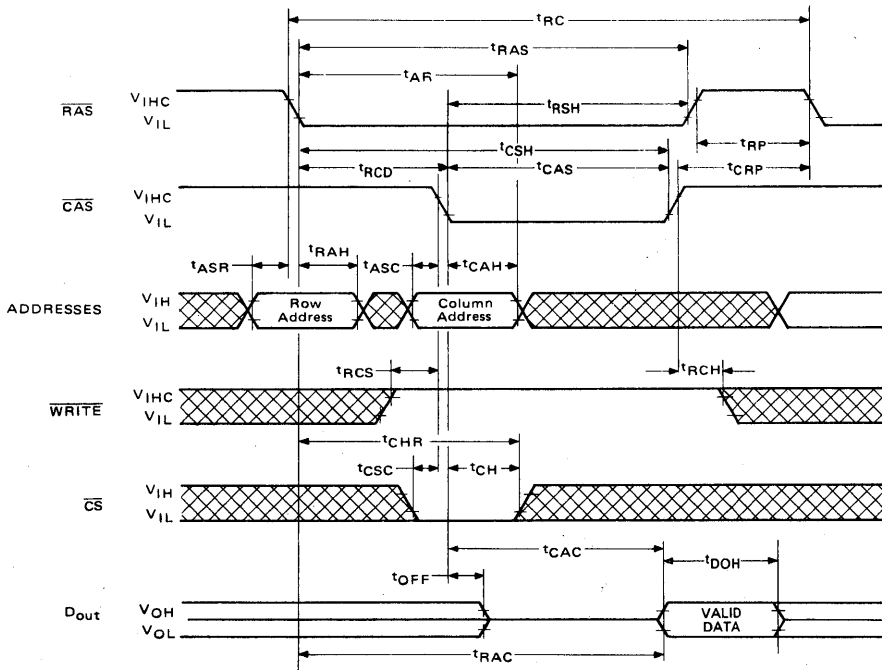 tRC
tRAS
tAR
RAS VIHC tRSH
VIL
tRP
tCSH
tRCD tCAS tCRP
CAS VIHC
VIL
tASR tRAH tASC tCAH
ADDRESSES VIH Row Address Column Address
VIL
tRCS tRCH
WRITE VIHC
VIL
tCHR
tCSC tCH
CS VIH
VIL
tCAC tDOH
tOFF
Dout VOH VALID DATA
VOL
tRAC